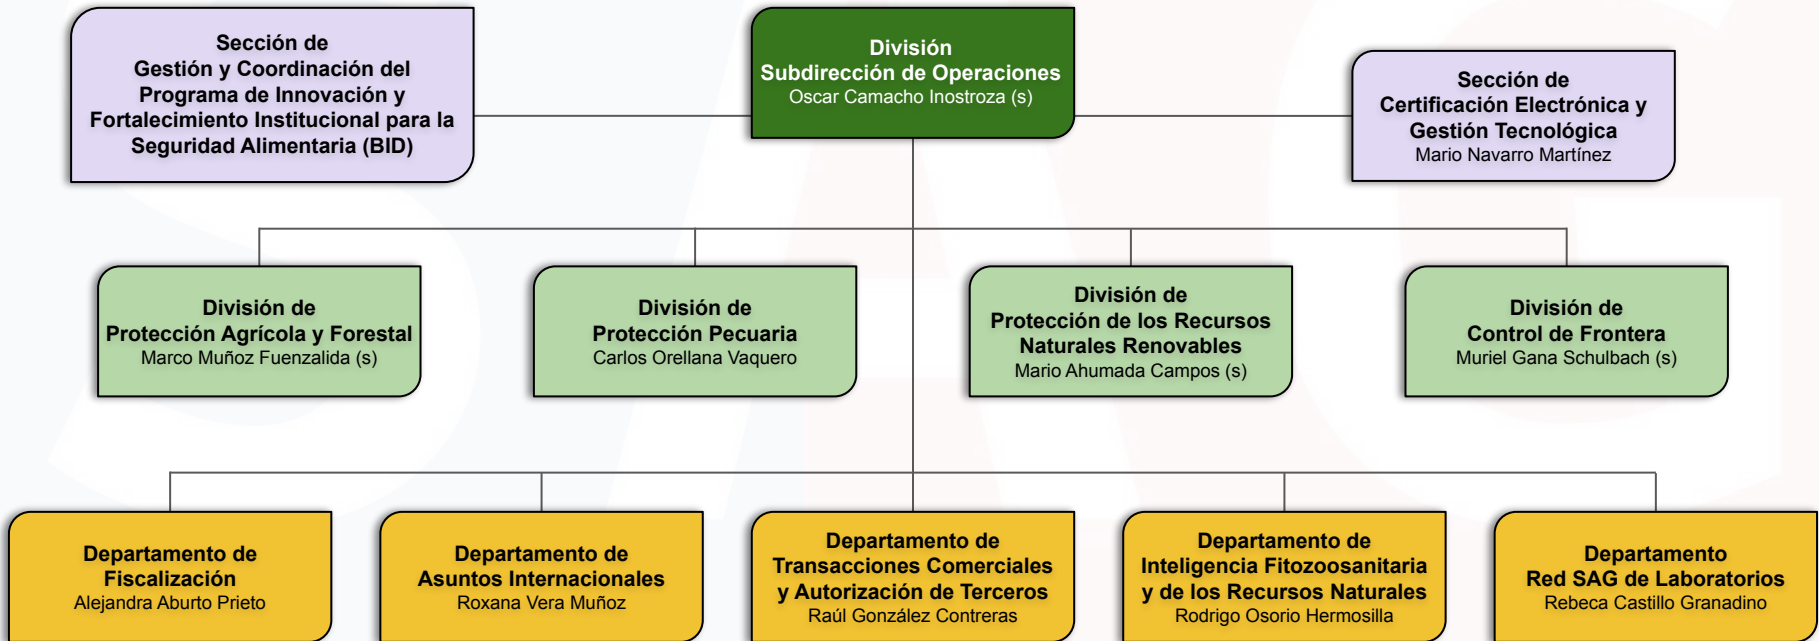 Sección de
Gestión y Coordinación del
Programa de Innovación y
Fortalecimiento Institucional para la
Seguridad Alimentaria (BID)
División
Subdirección de Operaciones
Oscar Camacho Inostroza (s)
Sección de
Certificación Electrónica y
Gestión Tecnológica
Mario Navarro Martínez
División de
Protección Agrícola y Forestal
Marco Muñoz Fuenzalida (s)
División de
Protección Pecuaria
Carlos Orellana Vaquero
División de
Protección de los Recursos
Naturales Renovables
Mario Ahumada Campos (s)
División de
Control de Frontera
Muriel Gana Schulbach (s)
Departamento de
Fiscalización
Alejandra Aburto Prieto
Departamento de
Asuntos Internacionales
Roxana Vera Muñoz
Departamento de
Transacciones Comerciales
y Autorización de Terceros
Raúl González Contreras
Departamento de
Inteligencia Fitozoosanitaria
y de los Recursos Naturales
Rodrigo Osorio Hermosilla
Departamento
Red SAG de Laboratorios
Rebeca Castillo Granadino
SAG